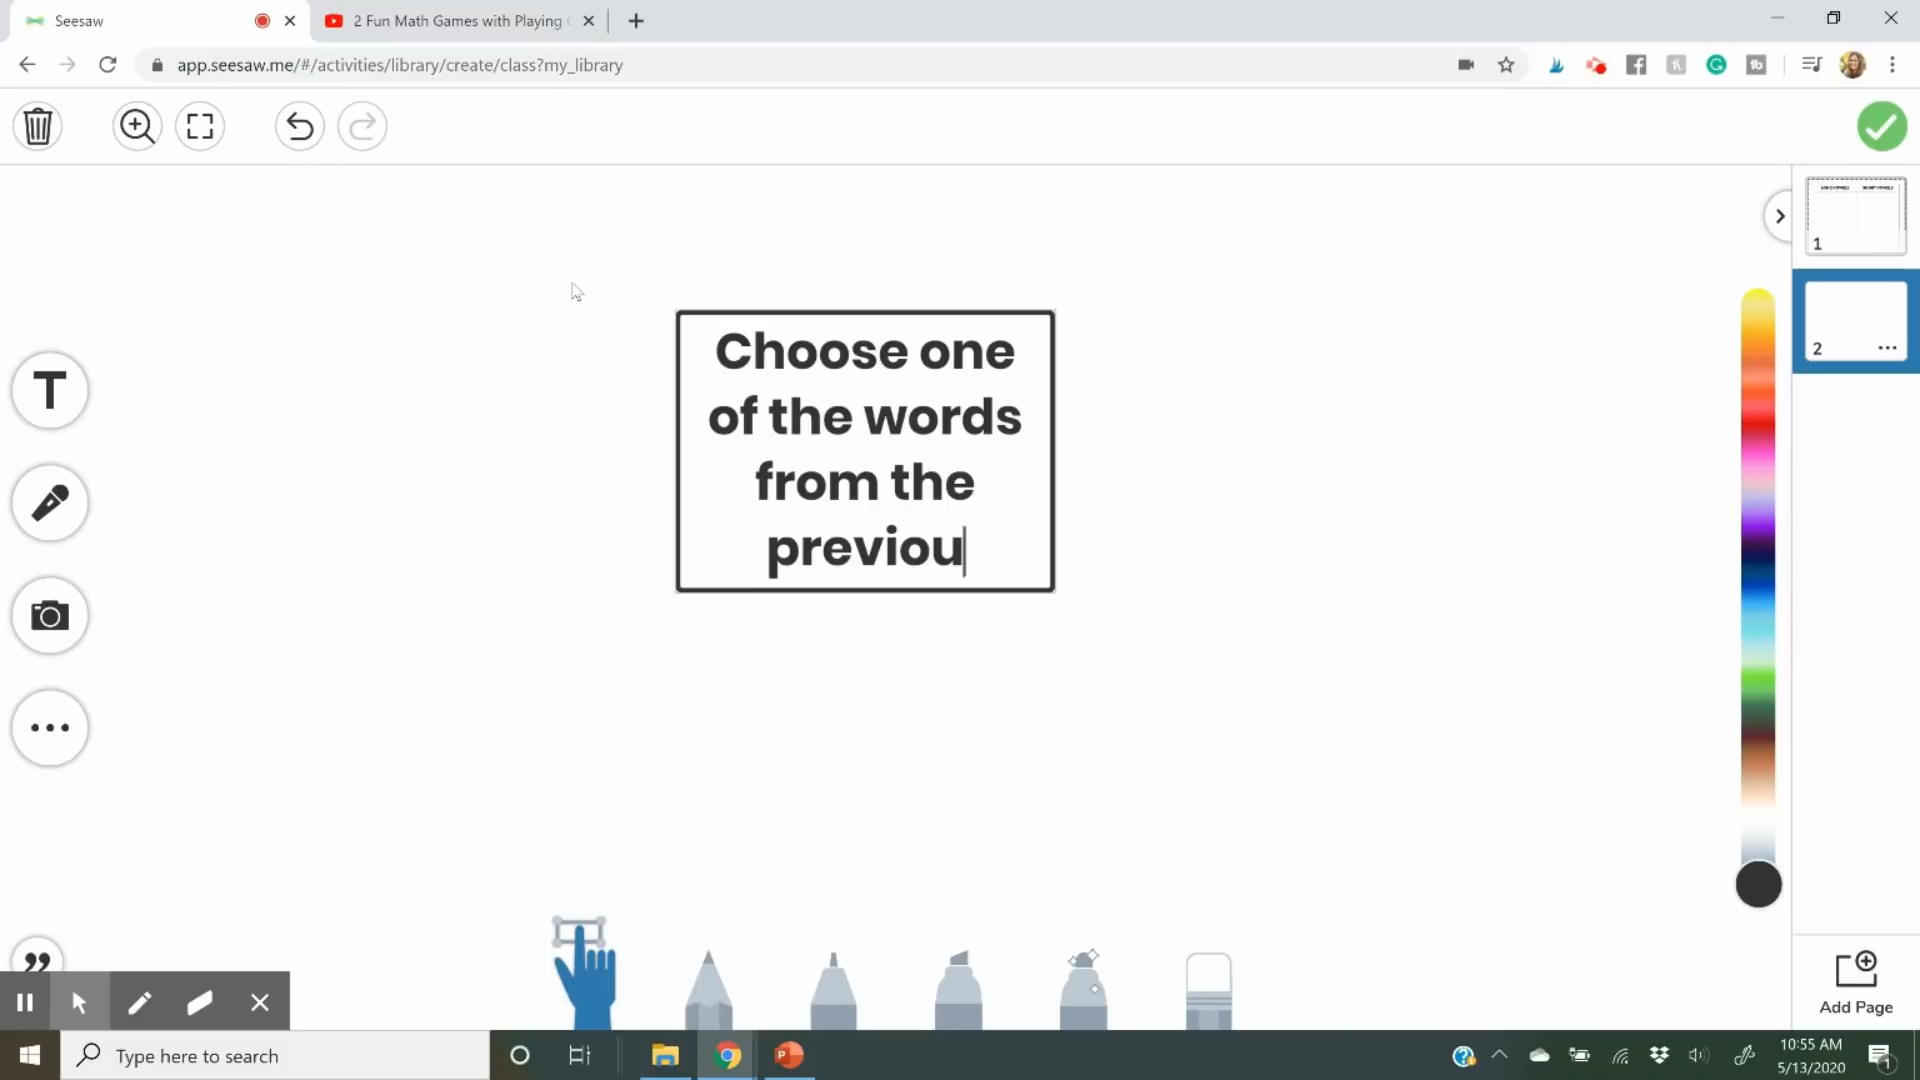 Seesaw
2 Fun Math Games with Playing
app.seesaw.me/#/activities/library/create/class?my_library
Choose one
of the words
from the
previou
T
1
2
Add Page
Type here to search
10:55 AM
5/13/2020